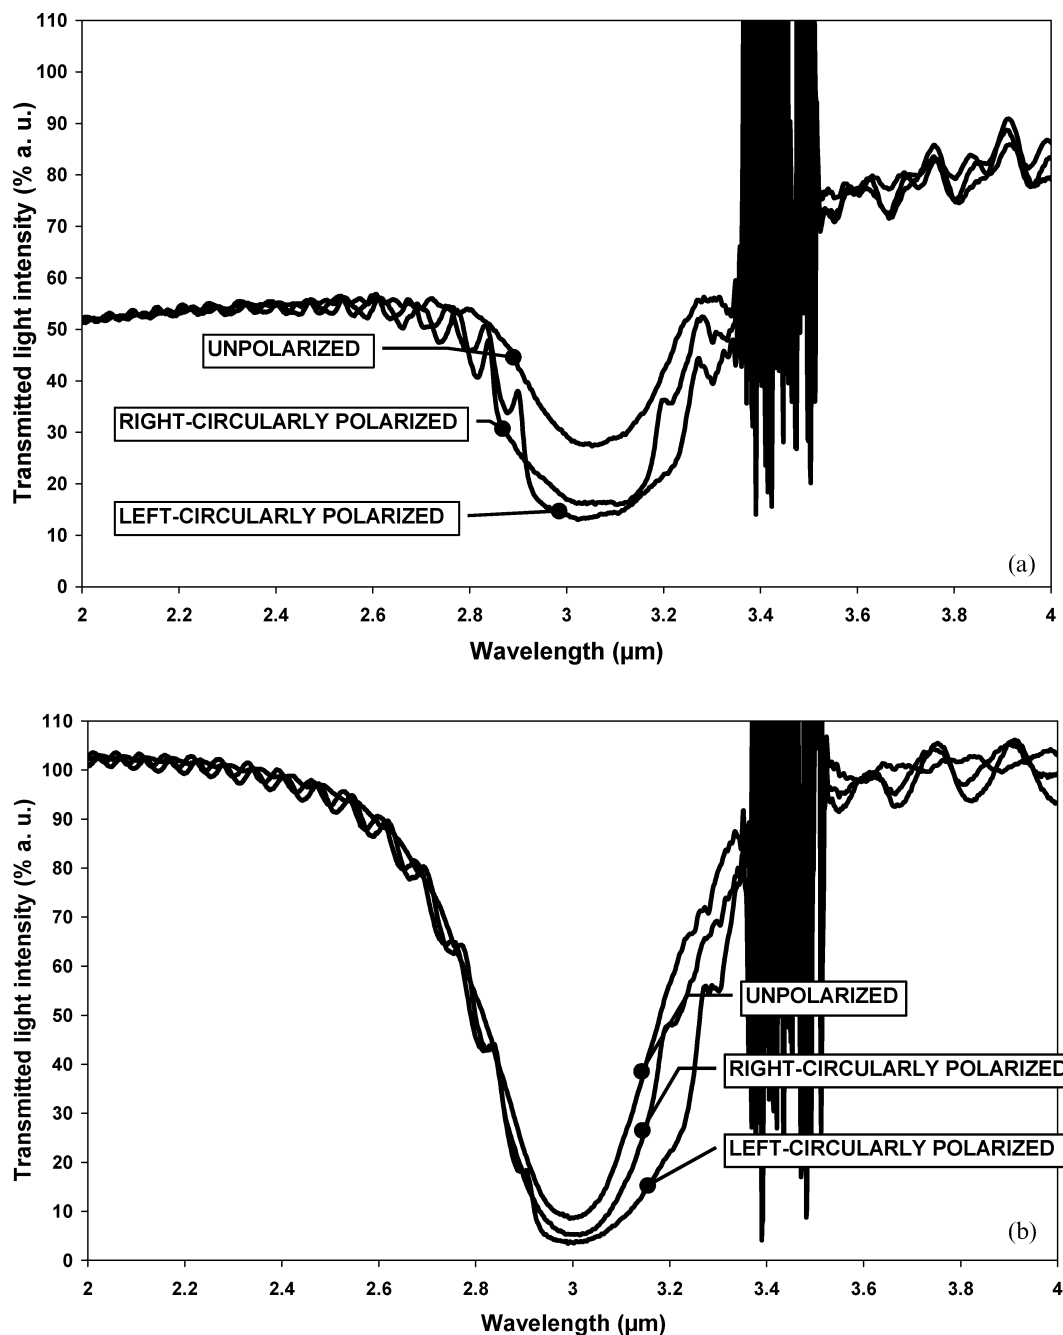 110
100
90
80
70
60
50
40
30
20
10
0
Transmitted light intensity (% a. u.)
UNPOLARIZED
RIGHT-CIRCULARLY POLARIZED
LEFT-CIRCULARLY POLARIZED
(a)
2 2.2 2.4 2.6 2.8 3 3.2 3.4 3.6 3.8 4
Wavelength (µm)
110
100
90
80
70
60
50
40
30
20
10
0
Transmitted light intensity (% a. u.)
UNPOLARIZED
RIGHT-CIRCULARLY POLARIZED
LEFT-CIRCULARLY POLARIZED
(b)
2 2.2 2.4 2.6 2.8 3 3.2 3.4 3.6 3.8 4
Wavelength (µm)